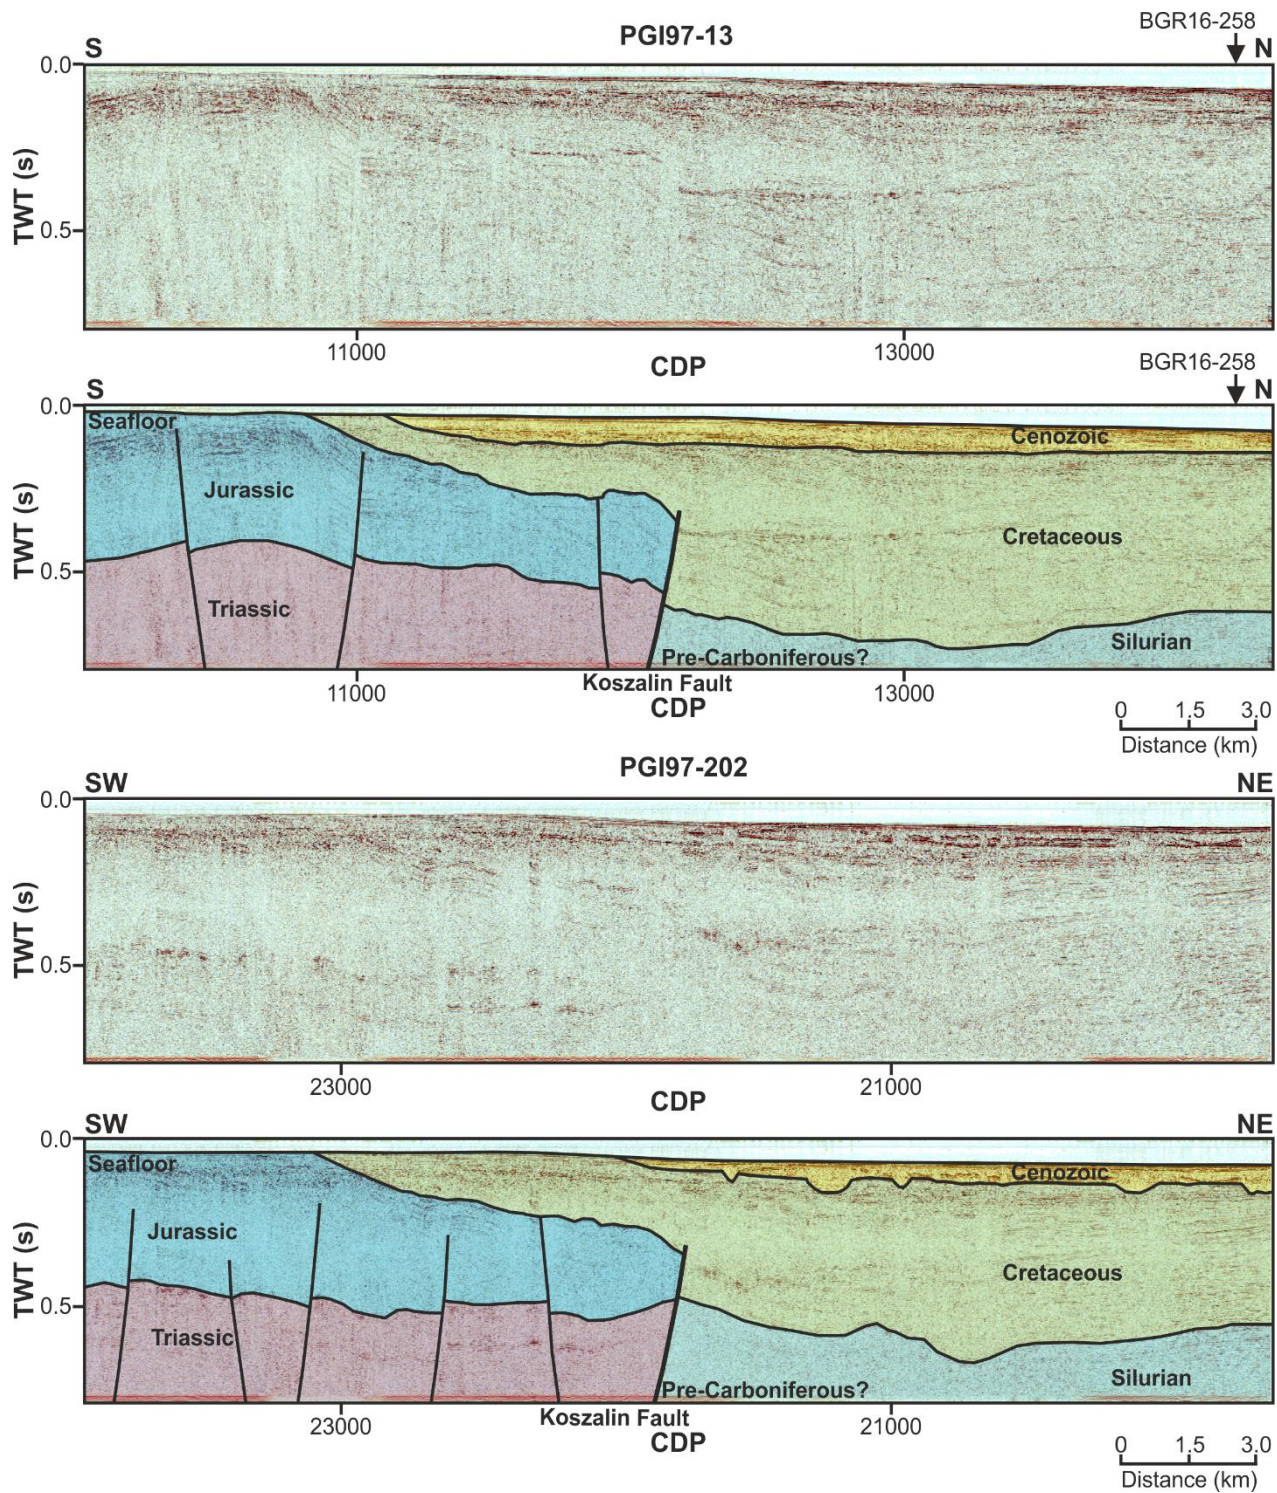 BGR16-258
PGI97-13
S
N
0.0
TWT (s)
0.5
11000
13000
CDP
BGR16-258
S
N
0.0
Seafloor
Cenozoic
Jurassic
TWT (s)
Cretaceous
0.5
Triassic
Silurian
Pre-Carboniferous?
11000
Koszalin Fault
13000
CDP
0 1.5 3.0
Distance (km)
PGI97-202
SW
NE
0.0
TWT (s)
0.5
23000
21000
CDP
SW
NE
0.0
Seafloor
Cenozoic
Jurassic
TWT (s)
Cretaceous
0.5
Triassic
Silurian
Pre-Carboniferous?
23000
Koszalin Fault
21000
CDP
0 1.5 3.0
Distance (km)